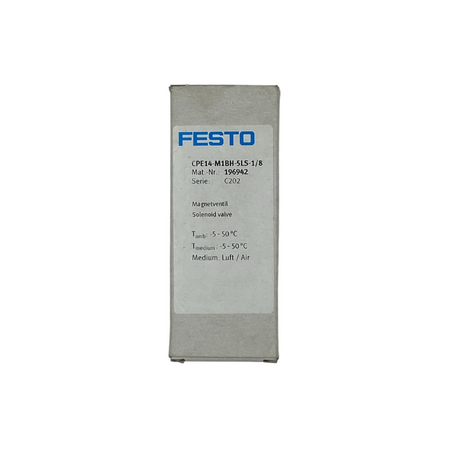 FESTO
CPE14-M1BH-5LS-1/8
Mat.-Nr.: 196942
Serie: C202
Magnetventil
Solenoid valve
Tamb: -5 - 50 °C
Tmedium: -5 - 50 °C
Medium: Luft / Air